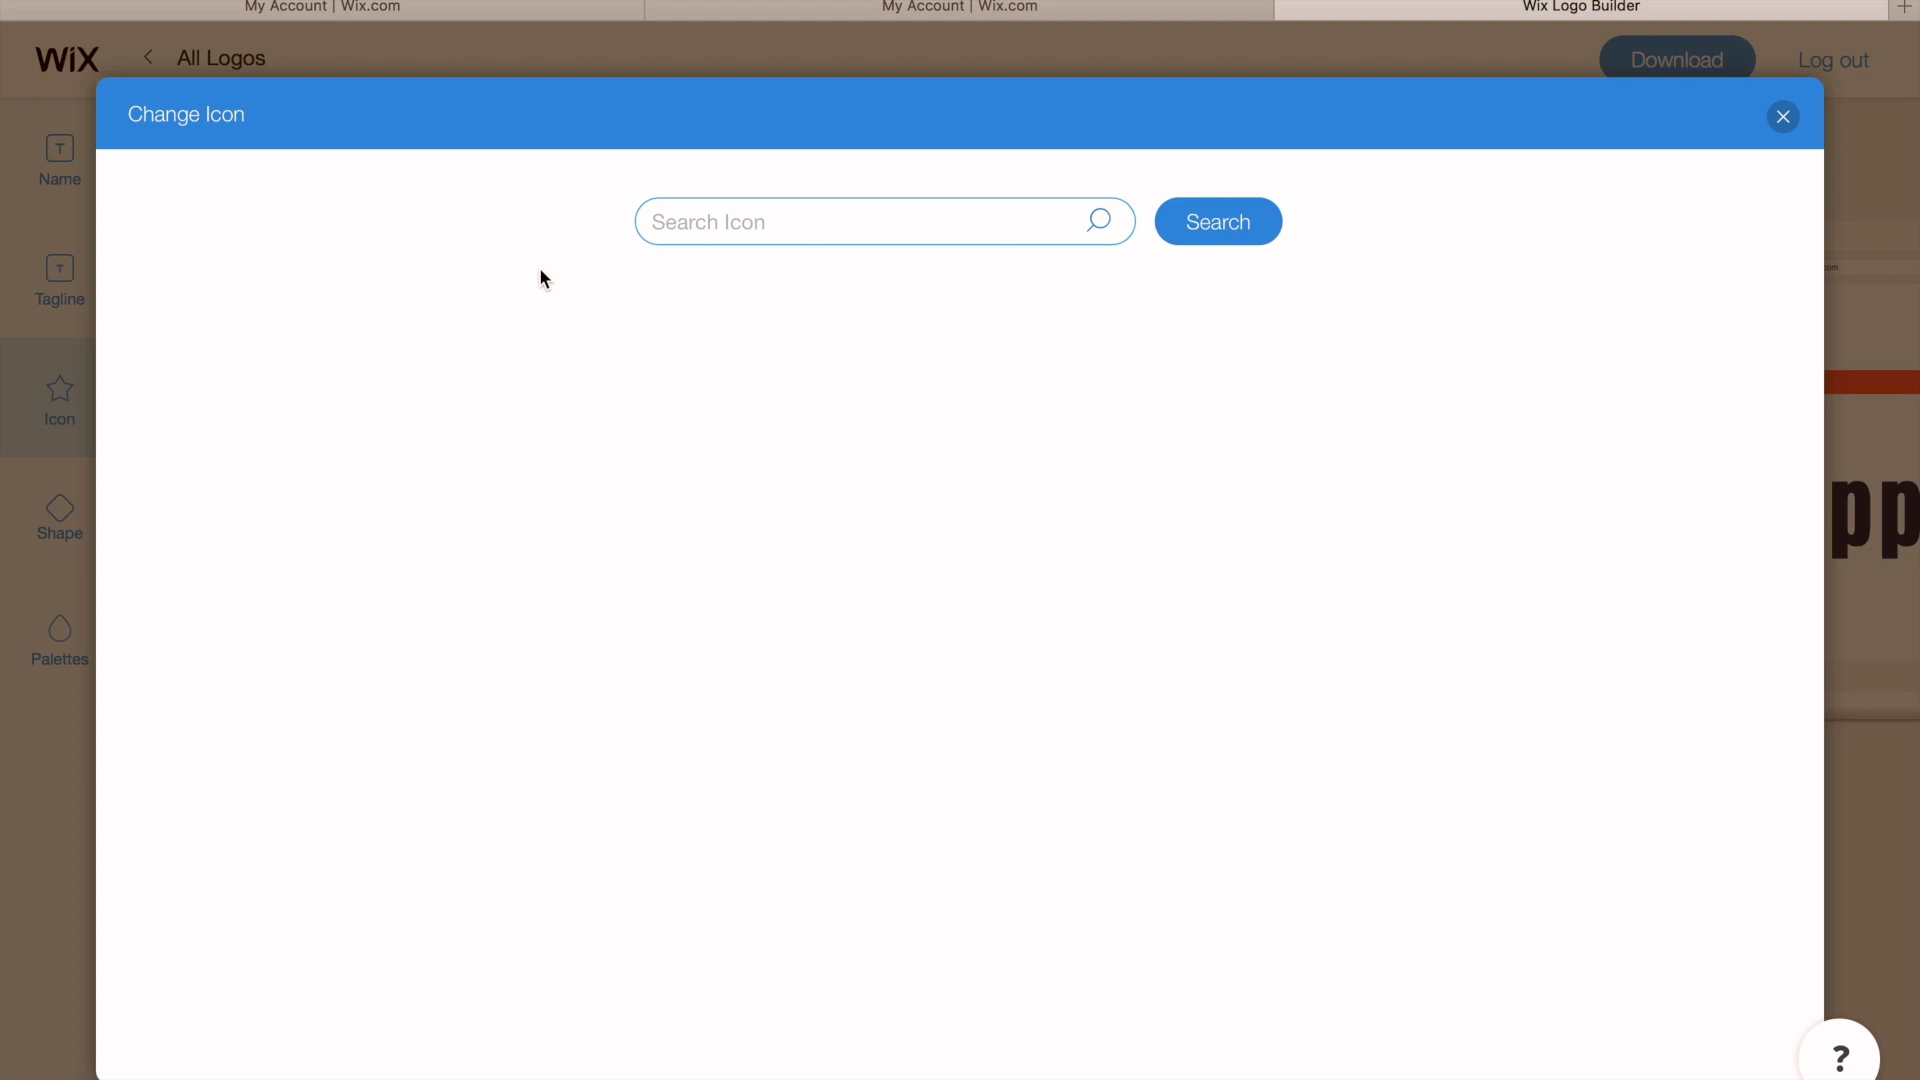 My Account | Wix.com
My Account | Wix.com
Wix Logo Builder
WiX
All Logos
Download
Log out
Change Icon
Name
Search Icon
Search
Tagline
com
Icon
pp
Shape
Palettes
?